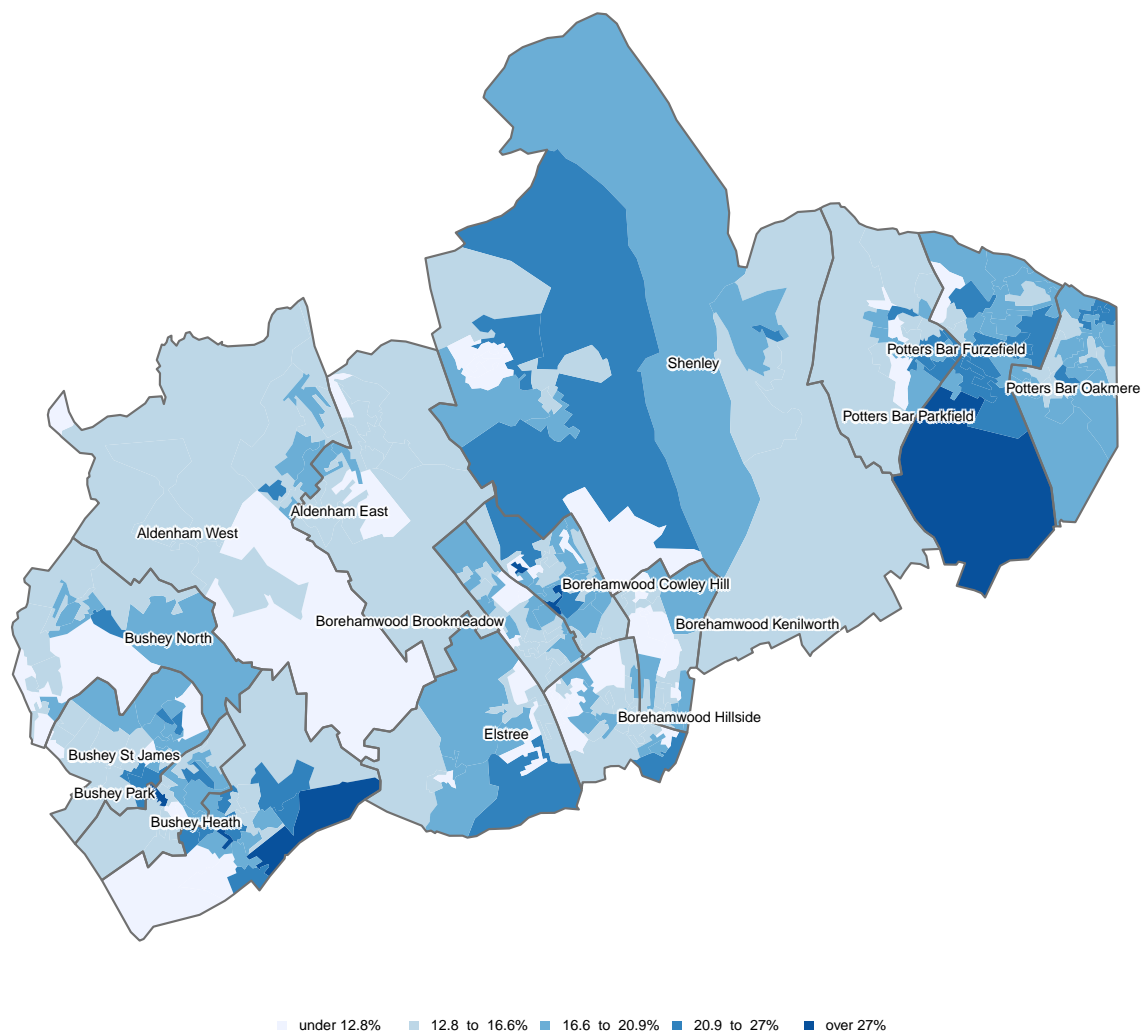 Shenley
Potters Bar Furzefield
Potters Bar Oakmere
Potters Bar Parkfield
Aldenham East
Aldenham West
Borehamwood Cowley Hill
Borehamwood Brookmeadow
Borehamwood Kenilworth
Bushey North
Borehamwood Hillside
Elstree
Bushey St James
Bushey Park
Bushey Heath
under 12.8% 12.8 to 16.6% 16.6 to 20.9% 20.9 to 27% over 27%